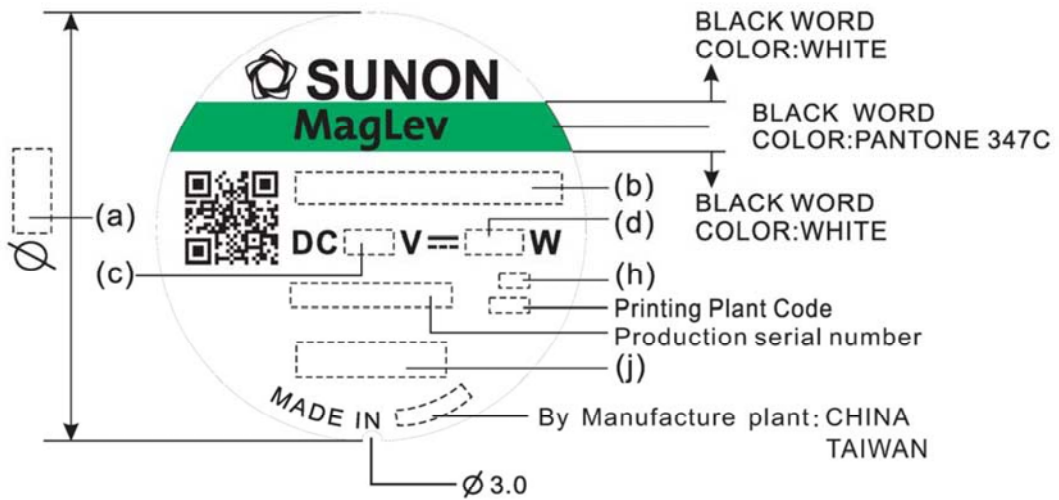 BLACK WORD
COLOR:WHITE
SUNON
MagLev
BLACK WORD
COLOR:PANTONE 347C
(a)
Ø
(b)
BLACK WORD
COLOR:WHITE
DC V⎓ W
(d)
(c)
(h)
Printing Plant Code
Production serial number
(j)
MADE IN
By Manufacture plant: CHINA
TAIWAN
Ø 3.0